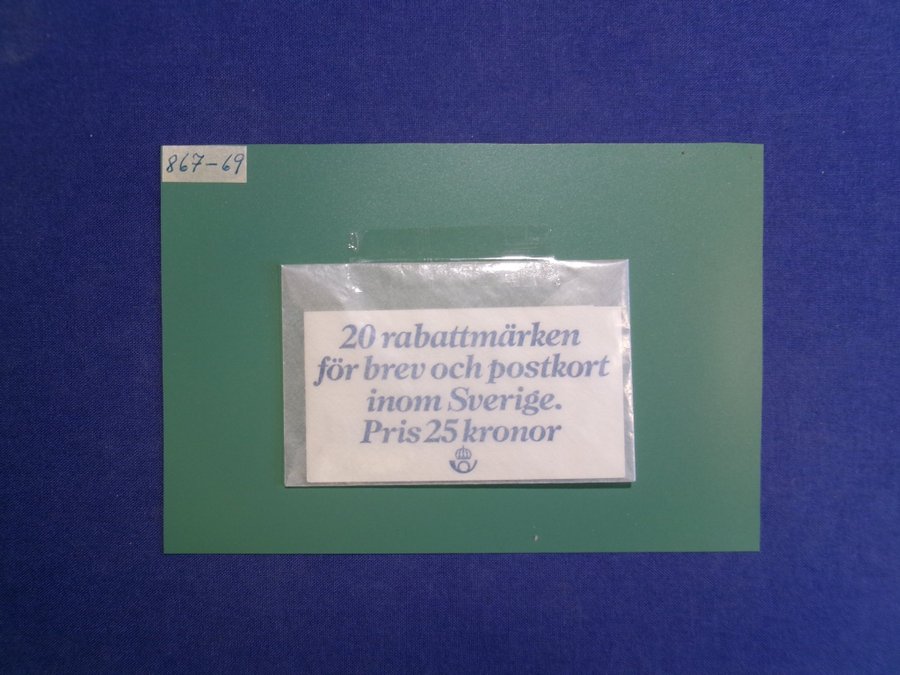 867-69
20 rabattmärken
för brev och postkort
inom Sverige.
Pris 25 kronor